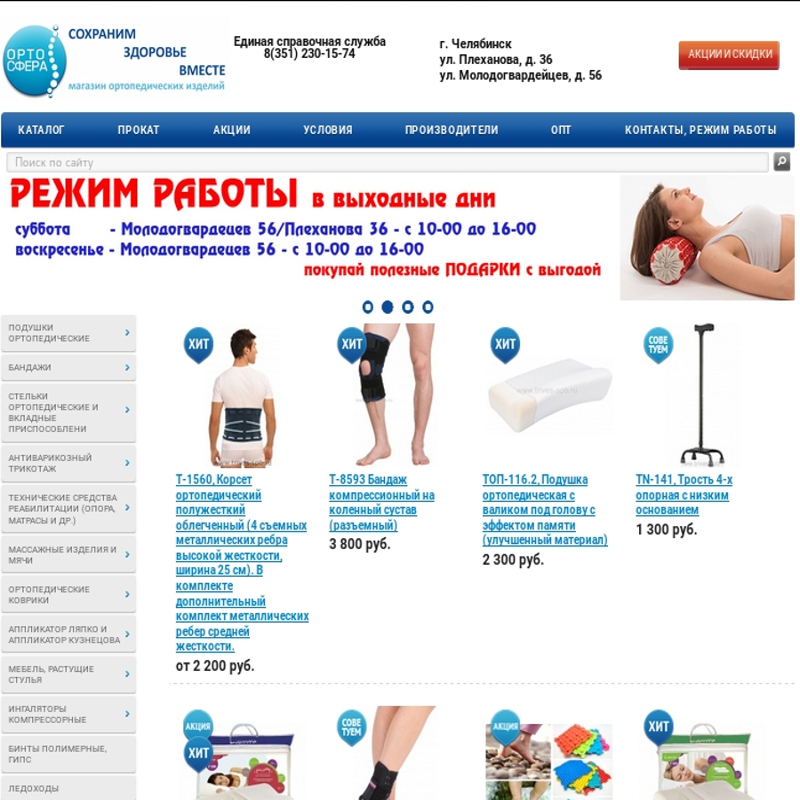 ОРТО
СФЕРА
СОХРАНИМ
ЗДОРОВЬЕ
ВМЕСТЕ
магазин ортопедических изделий
Единая справочная служба
8(351) 230-15-74
г. Челябинск
ул. Плеханова, д. 36
ул. Молодогвардейцев, д. 56
АКЦИИ И СКИДКИ
КАТАЛОГ ПРОКАТ АКЦИИ УСЛОВИЯ ПРОИЗВОДИТЕЛИ ОПТ КОНТАКТЫ, РЕЖИМ РАБОТЫ
Поиск по сайту
РЕЖИМ РАБОТЫ в выходные дни
суббота - Молодогвардецев 56/Плеханова 36 - с 10-00 до 16-00
воскресенье - Молодогвардецев 56 - с 10-00 до 16-00
покупай полезные ПОДАРКИ с выгодой
ПОДУШКИ
ОРТОПЕДИЧЕСКИЕ
БАНДАЖИ
СТЕЛЬКИ
ОРТОПЕДИЧЕСКИЕ И
ВКЛАДНЫЕ
ПРИСПОСОБЛЕНИ
АНТИВАРИКОЗНЫЙ
ТРИКОТАЖ
ТЕХНИЧЕСКИЕ СРЕДСТВА
РЕАБИЛИТАЦИИ (ОПОРА,
МАТРАСЫ И ДР.)
МАССАЖНЫЕ ИЗДЕЛИЯ И
МЯЧИ
ОРТОПЕДИЧЕСКИЕ
КОВРИКИ
АППЛИКАТОР ЛЯПКО И
АППЛИКАТОР КУЗНЕЦОВА
МЕБЕЛЬ, РАСТУЩИЕ
СТУЛЬЯ
ИНГАЛЯТОРЫ
КОМПРЕССОРНЫЕ
БИНТЫ ПОЛИМЕРНЫЕ,
ГИПС
ЛЕДОХОДЫ
ХИТ
Т-1560, Корсет
ортопедический
полужесткий
облегченный (4 съемных
металлических ребра
высокой жесткости,
ширина 25 см). В
комплекте
дополнительный
комплект металлических
ребер средней
жесткости.
от 2 200 руб.
ХИТ
Т-8593 Бандаж
компрессионный на
коленный сустав
(разъемный)
3 800 руб.
ХИТ
ТОП-116.2, Подушка
ортопедическая с
валиком под голову с
эффектом памяти
(улучшенный материал)
2 300 руб.
СОВЕ
ТУЕМ
TN-141, Трость 4-х
опорная с низким
основанием
1 300 руб.
АКЦИЯ
ХИТ
СОВЕ
ТУЕМ
АКЦИЯ
ХИТ